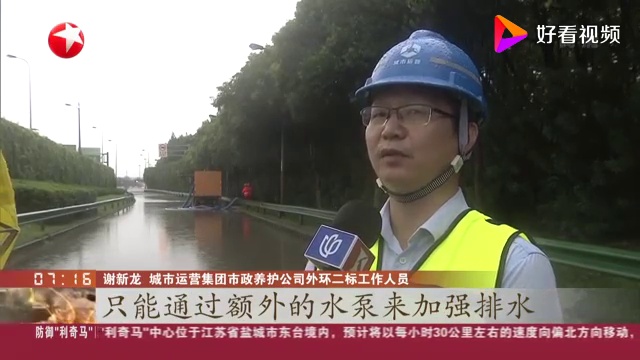 好看视频
城市运营
07:16
谢新龙 城市运营集团市政养护公司外环二标工作人员
只能通过额外的水泵来加强排水
防御"利奇马"
"利奇马"中心位于江苏省盐城市东台境内,预计将以每小时30公里左右的速度向偏北方向移动,